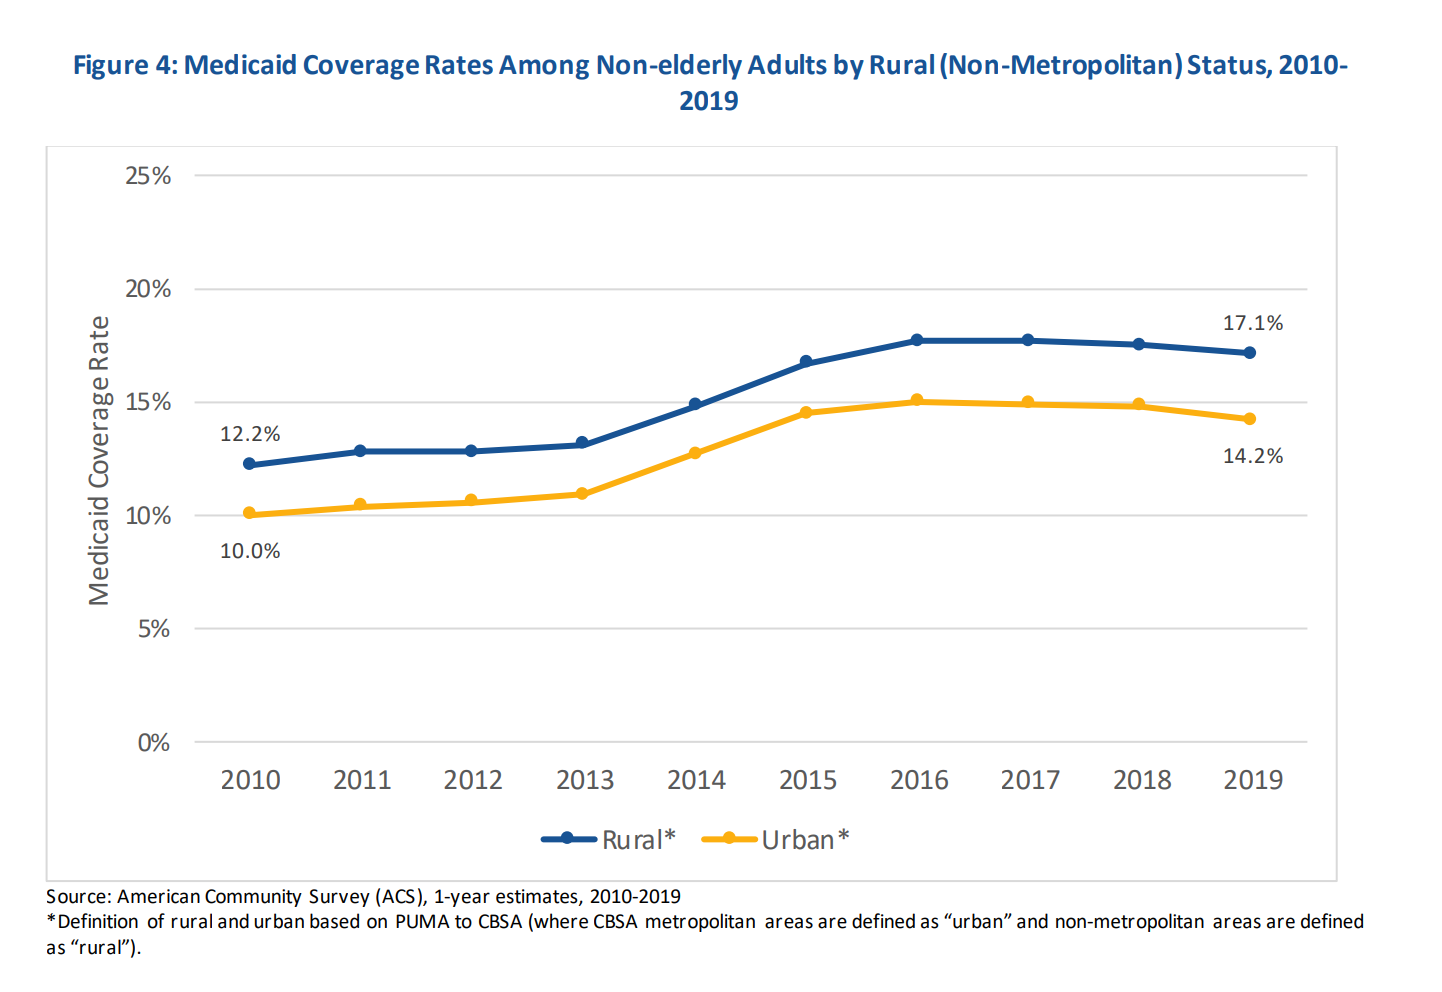 Figure 4: Medicaid Coverage Rates Among Non-elderly Adults by Rural (Non-Metropolitan) Status, 2010-
2019
25%
20%
15%
10%
5%
0%
Medicaid Coverage Rate
12.2%
10.0%
17.1%
14.2%
2010 2011 2012 2013 2014 2015 2016 2017 2018 2019
Rural* Urban*
Source: American Community Survey (ACS), 1-year estimates, 2010-2019
*Definition of rural and urban based on PUMA to CBSA (where CBSA metropolitan areas are defined as “urban” and non-metropolitan areas are defined
as “rural”).